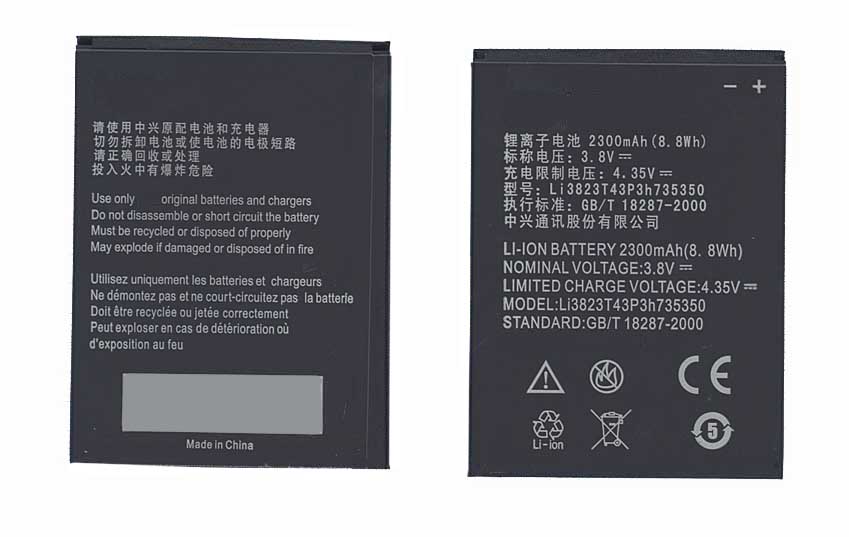 请使用中兴原配电池和充电器
切勿拆卸电池或使电池的电极短路
请正确回收或处理
投入火中有爆炸危险
Use only original batteries and chargers
Do not disassemble or short circuit the battery
Must be recycled or disposed of properly
May explode if damaged or disposed of in fire
Utilisez uniquement les batteries et chargeurs
Ne démontez pas et ne court-circuitez pas la batterie
Doit être recyclée ou jetée correctement
Peut exploser en cas de détérioration où
d'exposition au feu
Made in China
− +
锂离子电池 2300mAh(8.8Wh)
标称电压: 3.8V⎓
充电限制电压: 4.35V⎓
型号: Li3823T43P3h735350
执行标准: GB/T 18287-2000
中兴通讯股份有限公司
LI-ION BATTERY 2300mAh(8.8Wh)
NOMINAL VOLTAGE:3.8V⎓
LIMITED CHARGE VOLTAGE:4.35V⎓
MODEL:Li3823T43P3h735350
STANDARD:GB/T 18287-2000
CE
Li-ion
5